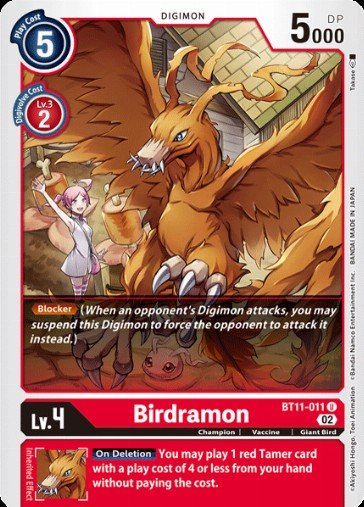 Play Cost
5
DIGIMON
DP
5000
Digivolve Cost
Lv.3
2
Takase
BANDAI MADE IN JAPAN
©Bandai Namco Entertainment Inc.
©Akiyoshi Hongo, Toei Animation
Blocker (When an opponent's Digimon attacks, you may
suspend this Digimon to force the opponent to attack it
instead.)
BT11-011 U
Lv.4
Birdramon
02
Champion | Vaccine | Giant Bird
Inherited Effect
On Deletion You may play 1 red Tamer card
with a play cost of 4 or less from your hand
without paying the cost.